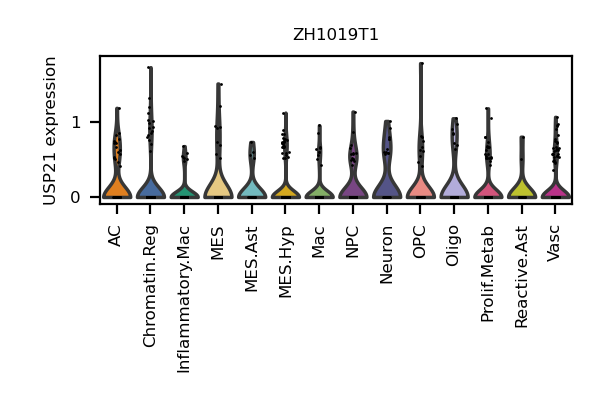 ZH1019T1
USP21 expression
1
0
AC
Chromatin.Reg
Inflammatory.Mac
MES
MES.Ast
MES.Hyp
Mac
NPC
Neuron
OPC
Oligo
Prolif.Metab
Reactive.Ast
Vasc